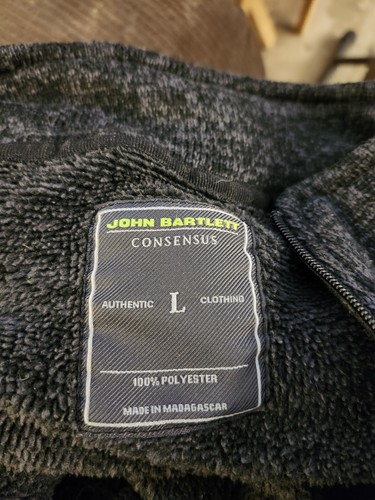 JOHN BARTLETT
CONSENSUS
AUTHENTIC L CLOTHING
100% POLYESTER
MADE IN MADAGASCAR